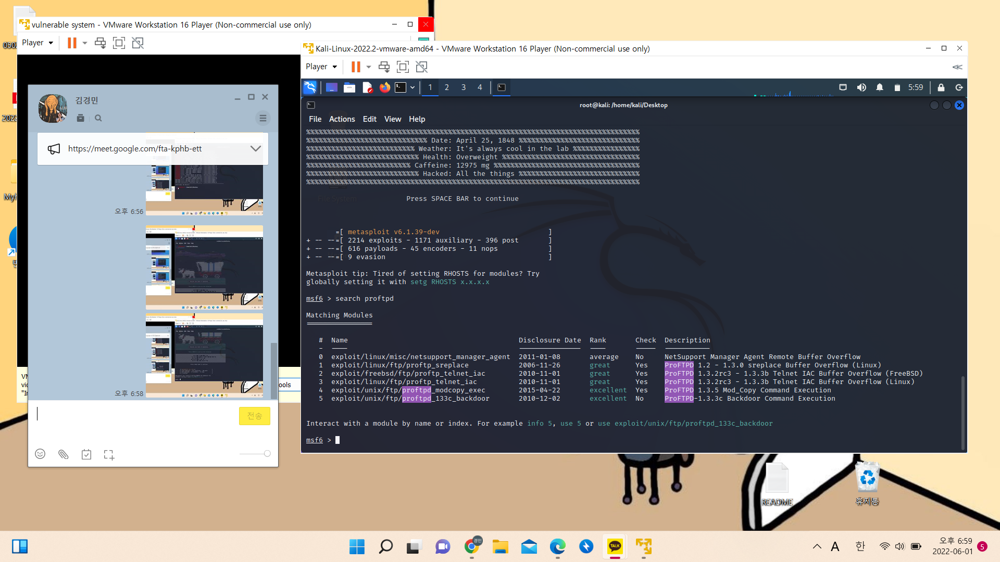 vulnerable system - VMware Workstation 16 Player (Non-commercial use only)
Player
김경민
https://meet.google.com/fta-kphb-ett
오후 6:56
오후 6:58
전송
ools
Kali-Linux-2022.2-vmware-amd64 - VMware Workstation 16 Player (Non-commercial use only)
Player
1 2 3 4
5:59
root@kali: /home/kali/Desktop
File Actions Edit View Help
%%%%%%%%%%%%%%%%%%%%%%%%%%%%%%%%%%%%%%%%%%%%%%%%%%%%%%%%%%%%%%%%%%%%%%%%%%%%%%%%%%
%%%%%%%%%%%%%%%%%%%%%%%%%%%%% Date: April 25, 1848 %%%%%%%%%%%%%%%%%%%%%%%%%%%%%
%%%%%%%%%%%%%%%%%%%%%%%%%% Weather: It's always cool in the lab %%%%%%%%%%%%%%%%
%%%%%%%%%%%%%%%%%%%%%%%%%%% Health: Overweight %%%%%%%%%%%%%%%%%%%%%%%%%%%%%%%%%
%%%%%%%%%%%%%%%%%%%%%%%%% Caffeine: 12975 mg %%%%%%%%%%%%%%%%%%%%%%%%%%%%%%%%%%%
%%%%%%%%%%%%%%%%%%%%%%%%%%% Hacked: All the things %%%%%%%%%%%%%%%%%%%%%%%%%%%%%
%%%%%%%%%%%%%%%%%%%%%%%%%%%%%%%%%%%%%%%%%%%%%%%%%%%%%%%%%%%%%%%%%%%%%%%%%%%%%%%%%%
File System
Press SPACE BAR to continue
=[ metasploit v6.1.39-dev ]
+ -- --=[ 2214 exploits - 1171 auxiliary - 396 post ]
+ -- --=[ 616 payloads - 45 encoders - 11 nops ]
+ -- --=[ 9 evasion ]
Metasploit tip: Tired of setting RHOSTS for modules? Try
globally setting it with setg RHOSTS x.x.x.x
msf6 > search proftpd
Matching Modules
================
# Name Disclosure Date Rank Check Description
- ---- --------------- ---- ----- -----------
0 exploit/linux/misc/netsupport_manager_agent 2011-01-08 average No NetSupport Manager Agent Remote Buffer Overflow
1 exploit/linux/ftp/proftp_sreplace 2006-11-26 great Yes ProFTPD 1.2 - 1.3.0 sreplace Buffer Overflow (Linux)
2 exploit/freebsd/ftp/proftp_telnet_iac 2010-11-01 great Yes ProFTPD 1.3.2rc3 - 1.3.3b Telnet IAC Buffer Overflow (FreeBSD)
3 exploit/linux/ftp/proftp_telnet_iac 2010-11-01 great Yes ProFTPD 1.3.2rc3 - 1.3.3b Telnet IAC Buffer Overflow (Linux)
4 exploit/unix/ftp/proftpd_modcopy_exec 2015-04-22 excellent Yes ProFTPD 1.3.5 Mod_Copy Command Execution
5 exploit/unix/ftp/proftpd_133c_backdoor 2010-12-02 excellent No ProFTPD-1.3.3c Backdoor Command Execution
Interact with a module by name or index. For example info 5, use 5 or use exploit/unix/ftp/proftpd_133c_backdoor
msf6 >
README
휴지통
TALK
A 한
오후 6:59
2022-06-01
5